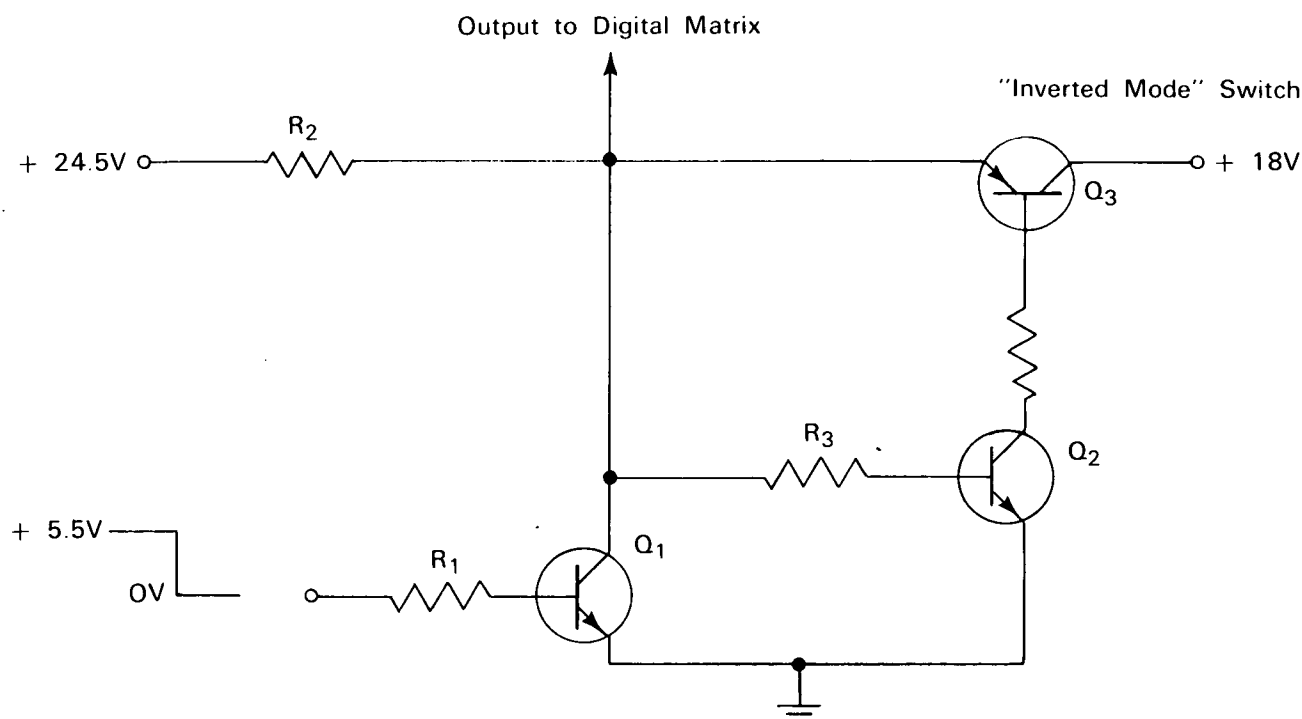 Output to Digital Matrix
"Inverted Mode" Switch
R2
+ 24.5V
+ 18V
Q3
R3
Q2
+ 5.5V
Q1
R1
0V